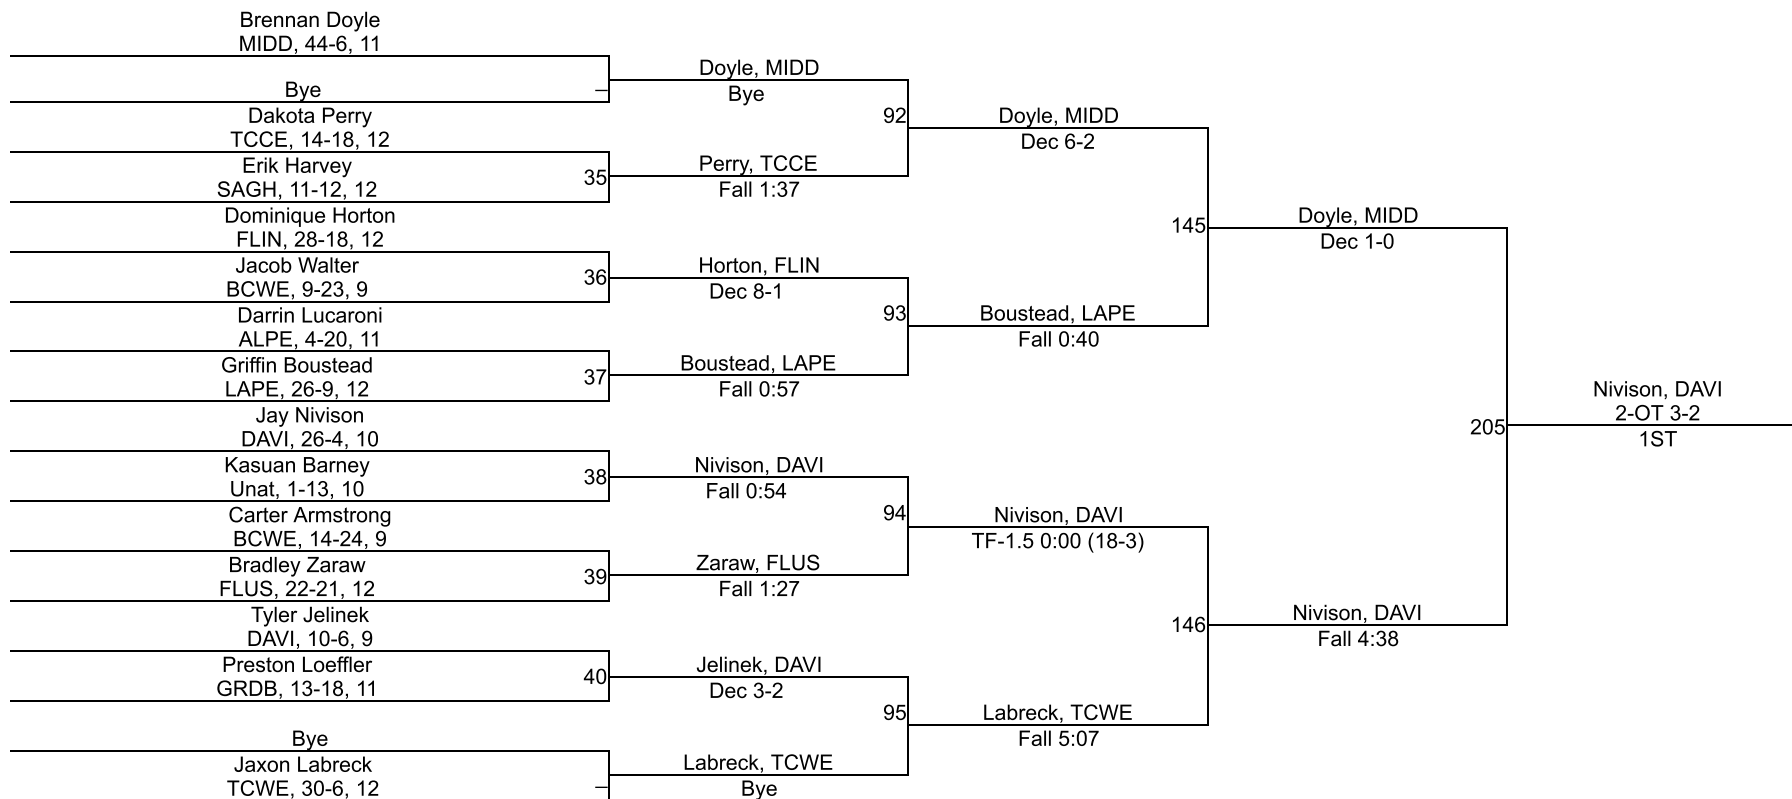 Brennan Doyle
MIDD, 44-6, 11
Bye
–
Dakota Perry
TCCE, 14-18, 12
Erik Harvey
SAGH, 11-12, 12
35
Dominique Horton
FLIN, 28-18, 12
Jacob Walter
BCWE, 9-23, 9
36
Darrin Lucaroni
ALPE, 4-20, 11
Griffin Boustead
LAPE, 26-9, 12
37
Jay Nivison
DAVI, 26-4, 10
Kasuan Barney
Unat, 1-13, 10
38
Carter Armstrong
BCWE, 14-24, 9
Bradley Zaraw
FLUS, 22-21, 12
39
Tyler Jelinek
DAVI, 10-6, 9
Preston Loeffler
GRDB, 13-18, 11
40
Bye
Jaxon Labreck
TCWE, 30-6, 12
–
Doyle, MIDD
Bye
92
Perry, TCCE
Fall 1:37
Horton, FLIN
Dec 8-1
93
Boustead, LAPE
Fall 0:57
Nivison, DAVI
Fall 0:54
94
Zaraw, FLUS
Fall 1:27
Jelinek, DAVI
Dec 3-2
95
Labreck, TCWE
Bye
Doyle, MIDD
Dec 6-2
145
Boustead, LAPE
Fall 0:40
Nivison, DAVI
TF-1.5 0:00 (18-3)
146
Labreck, TCWE
Fall 5:07
Doyle, MIDD
Dec 1-0
205
Nivison, DAVI
Fall 4:38
Nivison, DAVI
2-OT 3-2
1ST